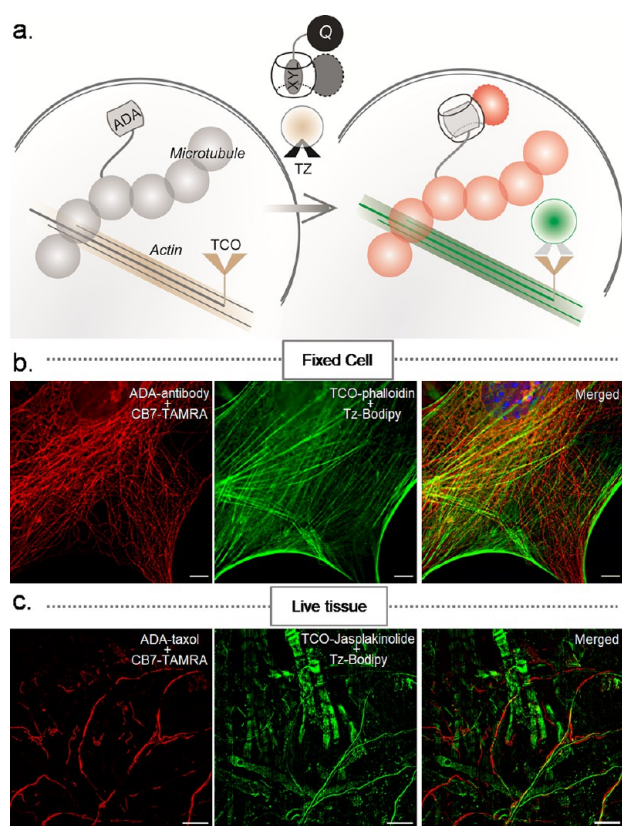 a.
Q
XYL
ADA
TZ
Microtubule
Actin
TCO
b.
Fixed Cell
ADA-antibody
+
CB7-TAMRA
TCO-phalloidin
+
Tz-Bodipy
Merged
c.
Live tissue
ADA-taxol
+
CB7-TAMRA
TCO-Jasplakinolide
+
Tz-Bodipy
Merged